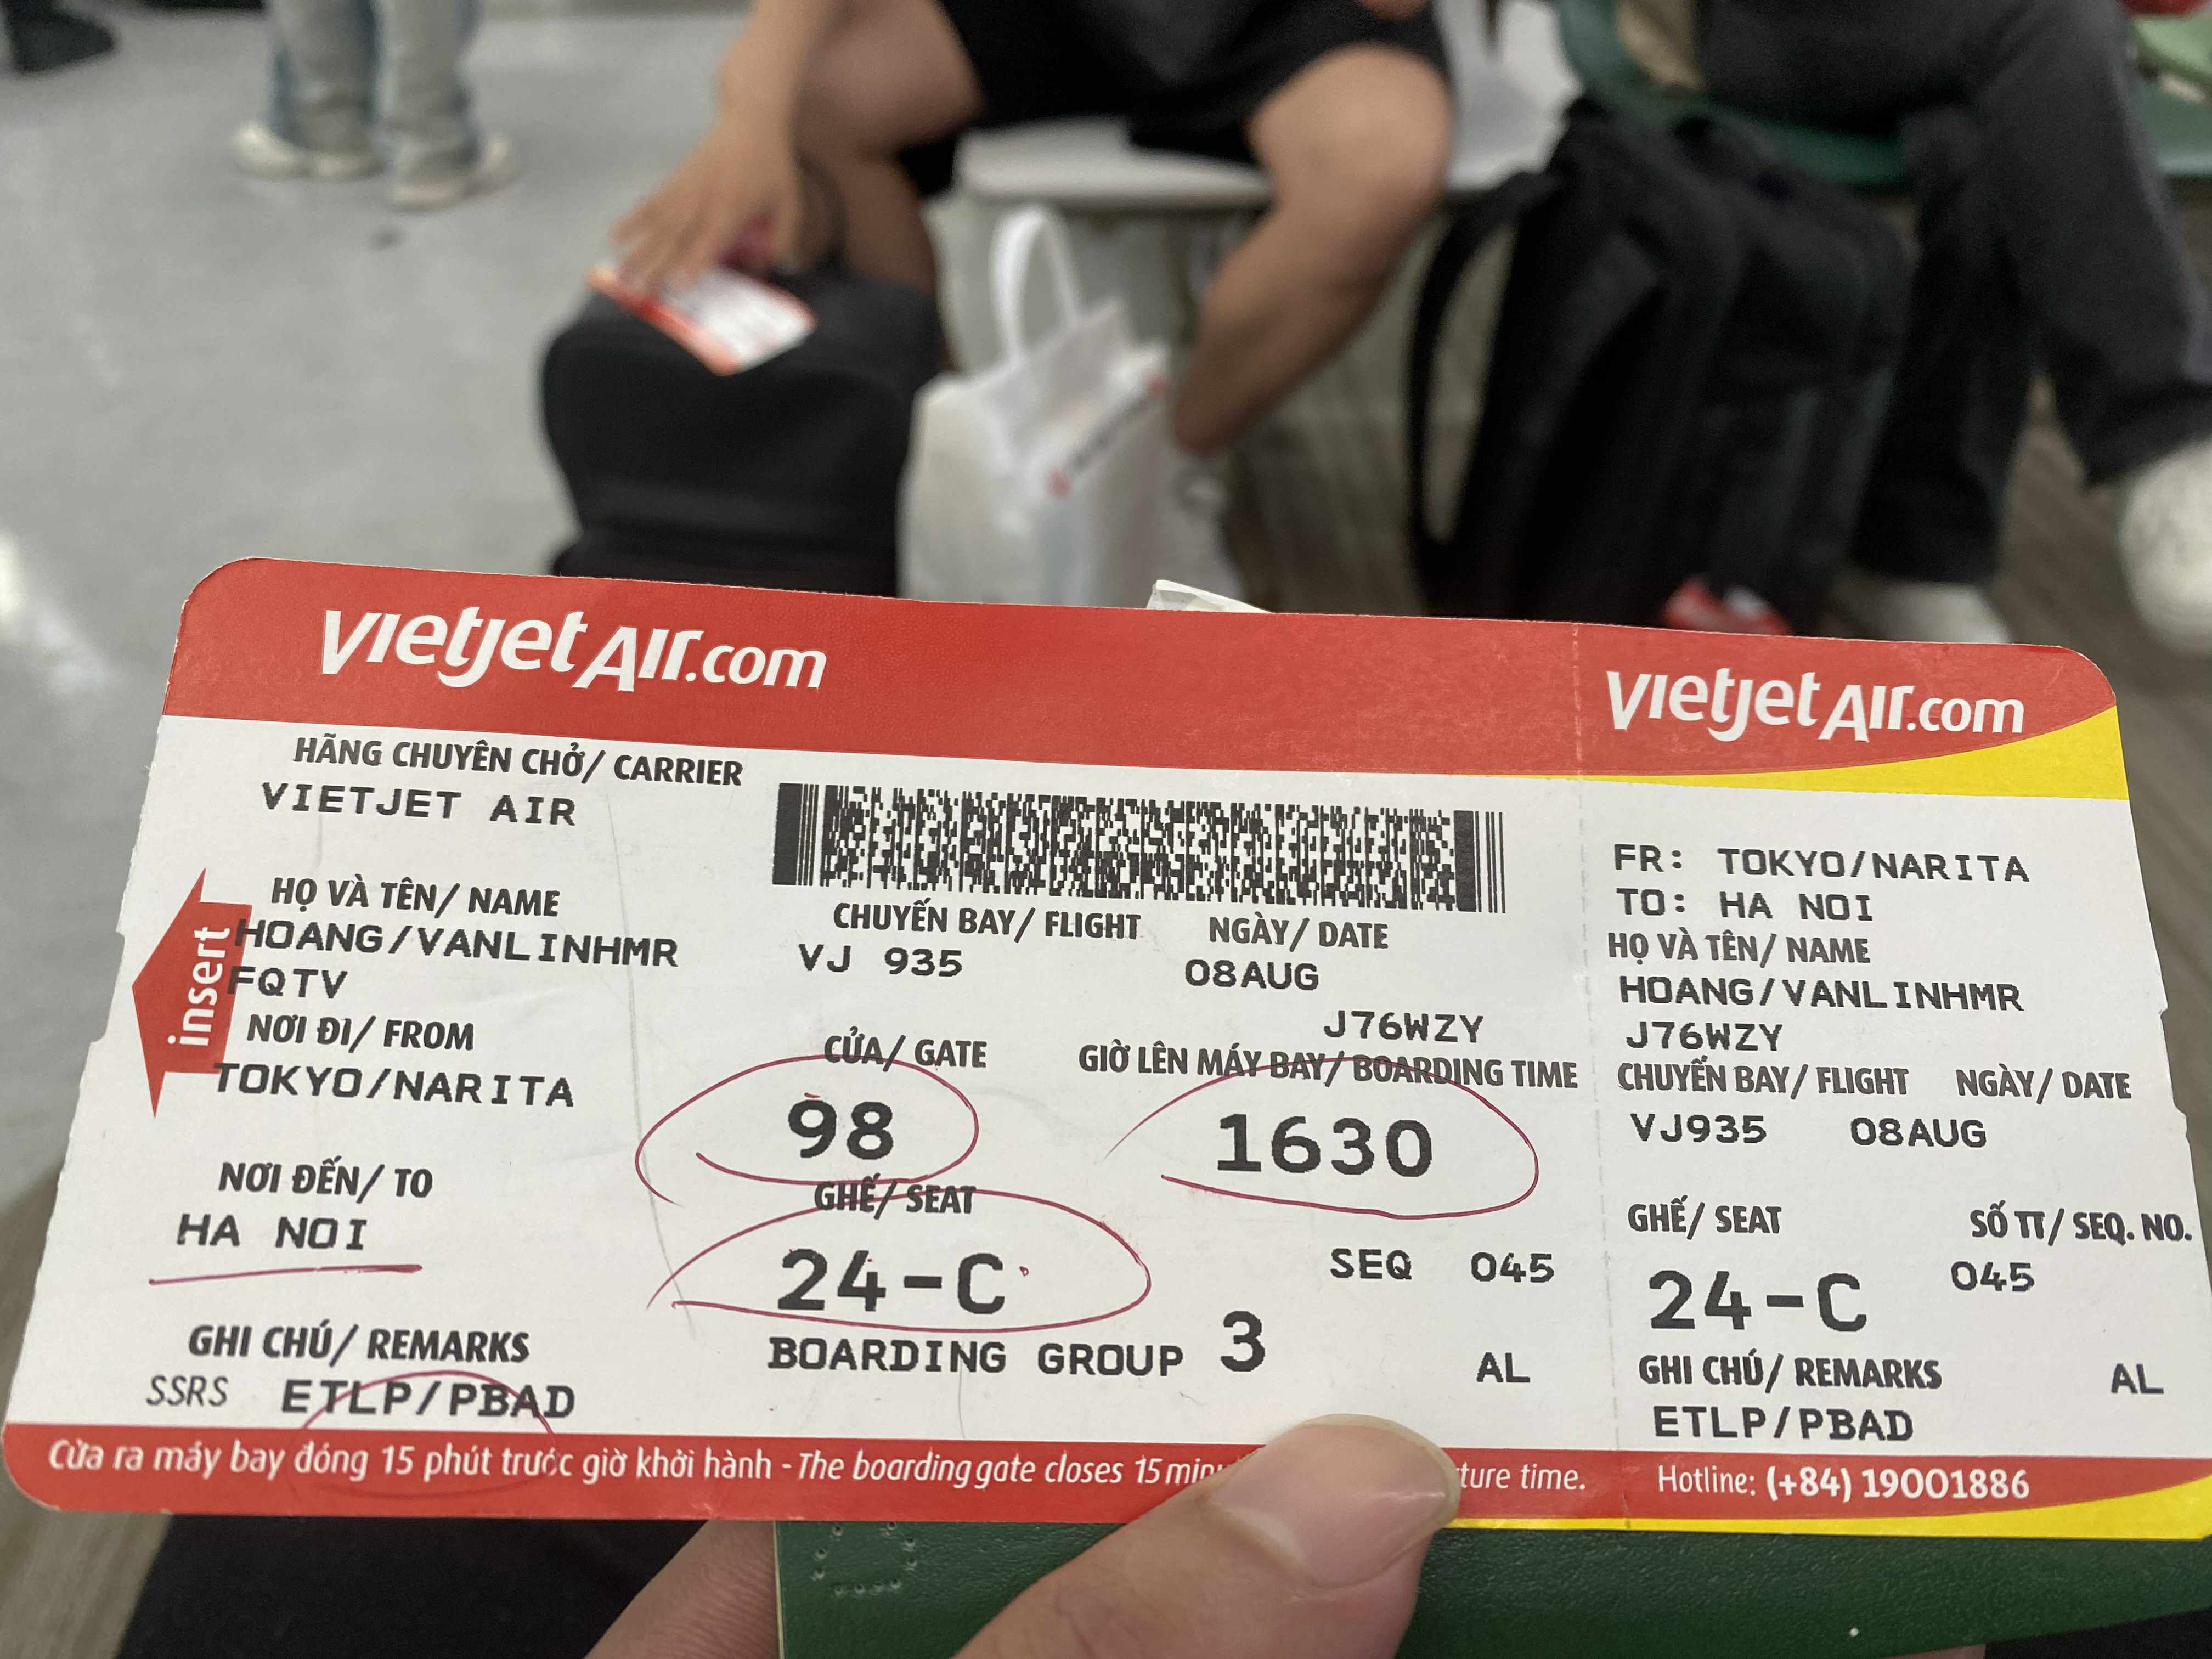 vietjetAir.com
HÃNG CHUYÊN CHỞ/ CARRIER
VIETJET AIR
HỌ VÀ TÊN/ NAME
HOANG/VANLINHMR
FQTV
insert
NƠI ĐI/ FROM
TOKYO/NARITA
NƠI ĐẾN/ TO
HA NOI
GHI CHÚ/ REMARKS
SSRS ETLP/PBAD
CHUYẾN BAY/ FLIGHT NGÀY/ DATE
VJ 935 08AUG
J76WZY
CỬA/ GATE GIỜ LÊN MÁY BAY/ BOARDING TIME
98 1630
GHẾ/ SEAT
24-C SEQ 045
BOARDING GROUP 3 AL
Cửa ra máy bay đóng 15 phút trước giờ khởi hành - The boarding gate closes 15 time.
vietjetAir.com
FR: TOKYO/NARITA
TO: HA NOI
HỌ VÀ TÊN/ NAME
HOANG/VANLINHMR
J76WZY
CHUYẾN BAY/ FLIGHT NGÀY/ DATE
VJ935 08AUG
GHẾ/ SEAT SỐ TT/ SEQ. NO.
24-C 045
GHI CHÚ/ REMARKS AL
ETLP/PBAD
Hotline: (+84) 19001886